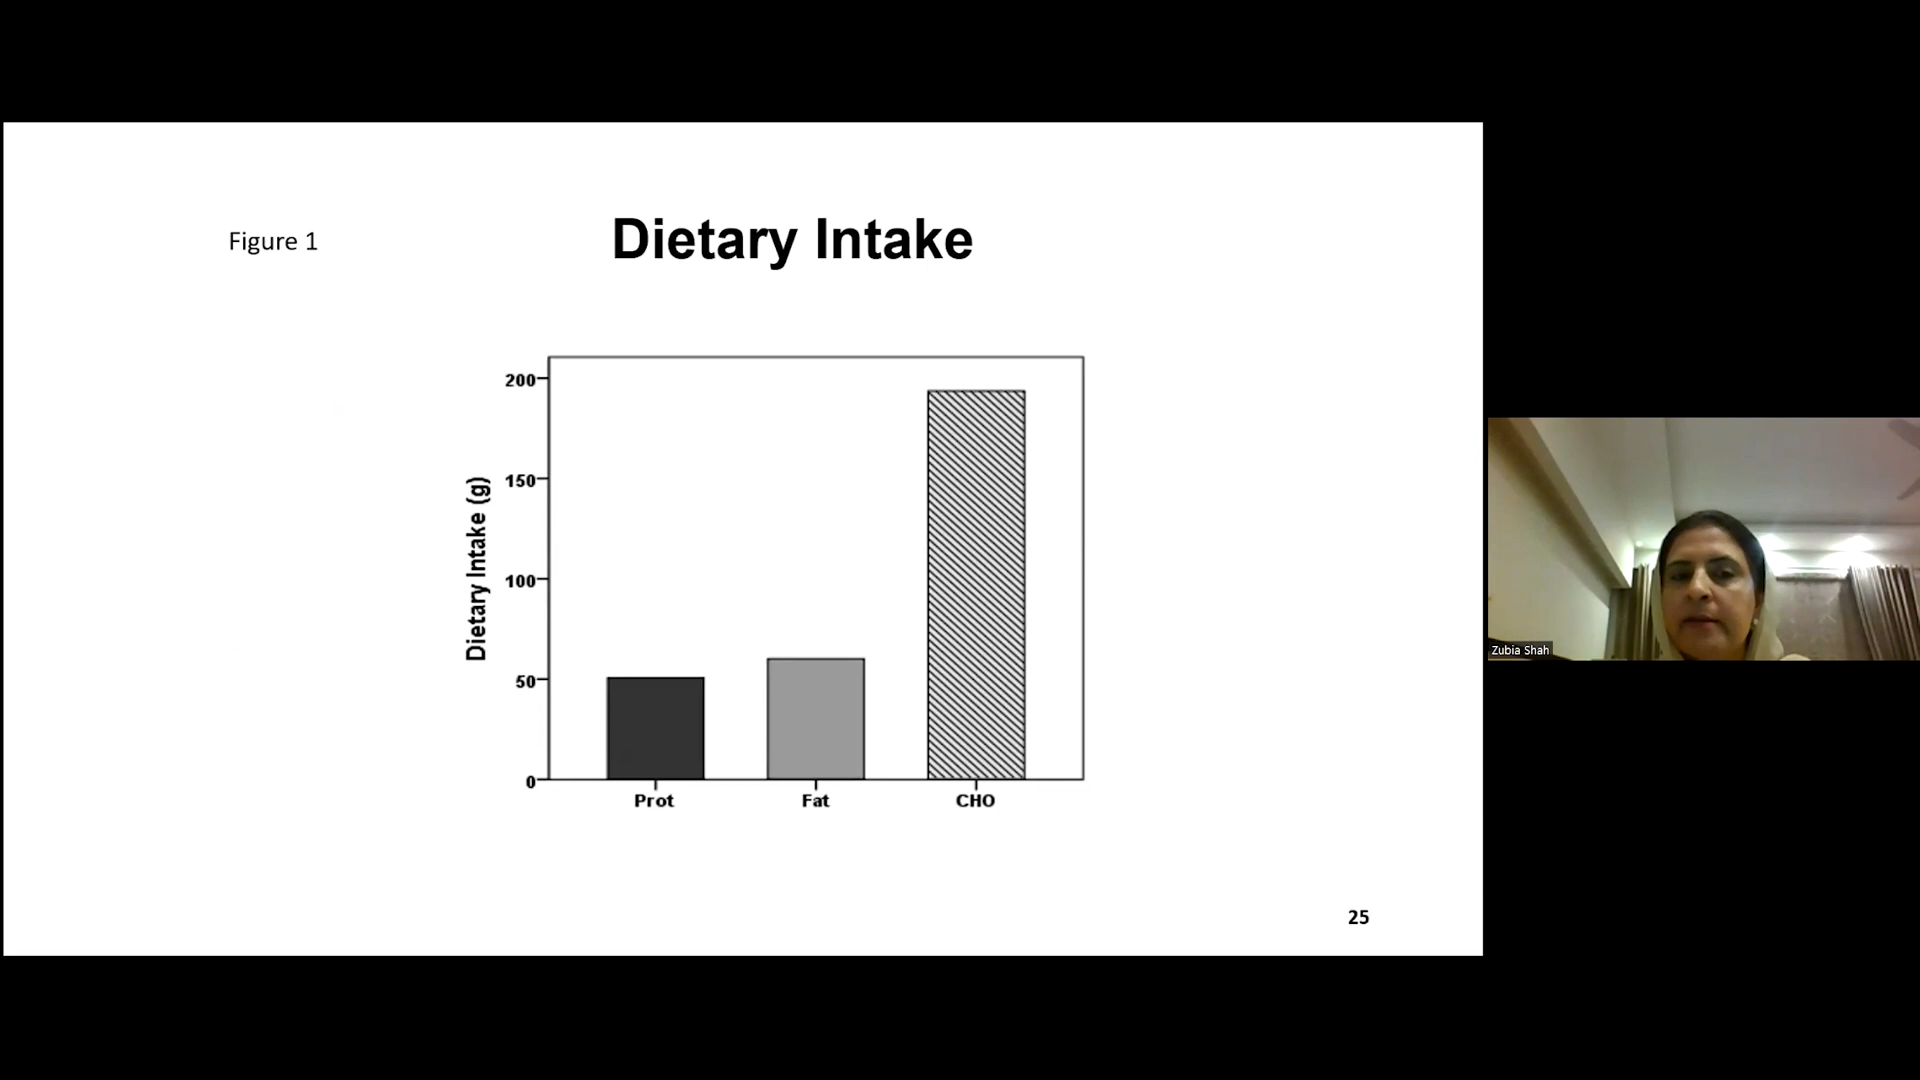 Figure 1
Dietary Intake
Dietary Intake (g)
200
150
100
50
0
Prot Fat CHO
25
Zubia Shah